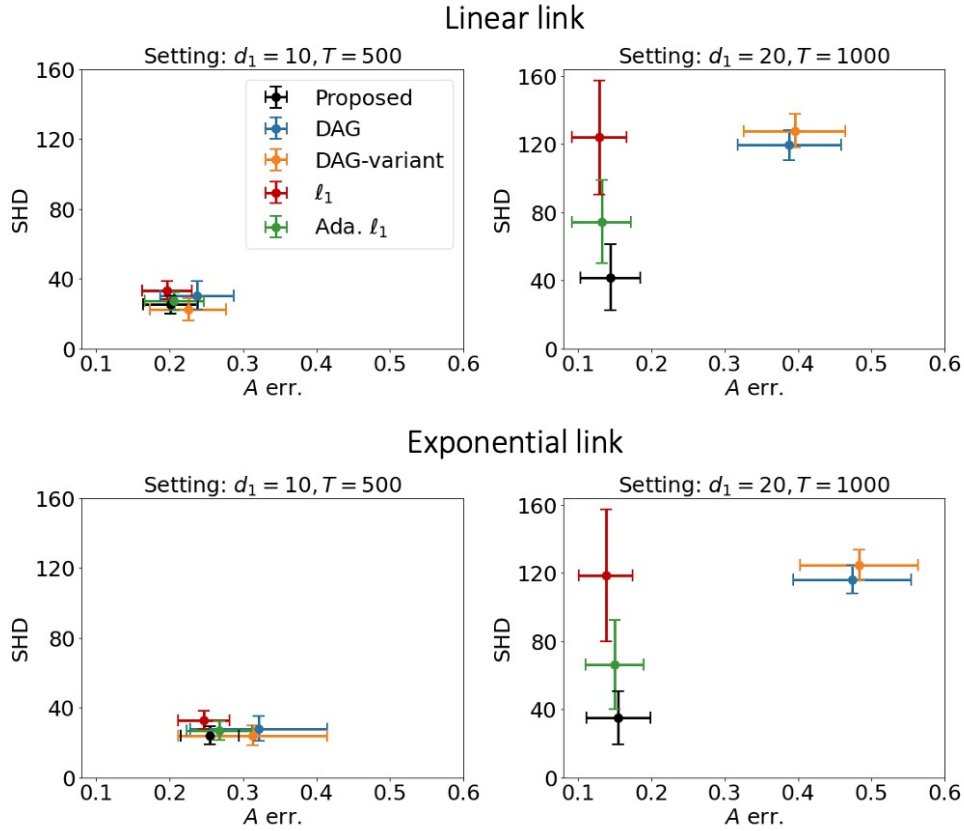 Linear link
Setting: d₁ = 10, T = 500
Setting: d₁ = 20, T = 1000
160
120
80
40
0
SHD
0.1 0.2 0.3 0.4 0.5 0.6
A err.
Proposed
DAG
DAG-variant
ℓ₁
Ada. ℓ₁
160
120
80
40
0
SHD
0.1 0.2 0.3 0.4 0.5 0.6
A err.
Exponential link
Setting: d₁ = 10, T = 500
Setting: d₁ = 20, T = 1000
160
120
80
40
0
SHD
0.1 0.2 0.3 0.4 0.5 0.6
A err.
160
120
80
40
0
SHD
0.1 0.2 0.3 0.4 0.5 0.6
A err.